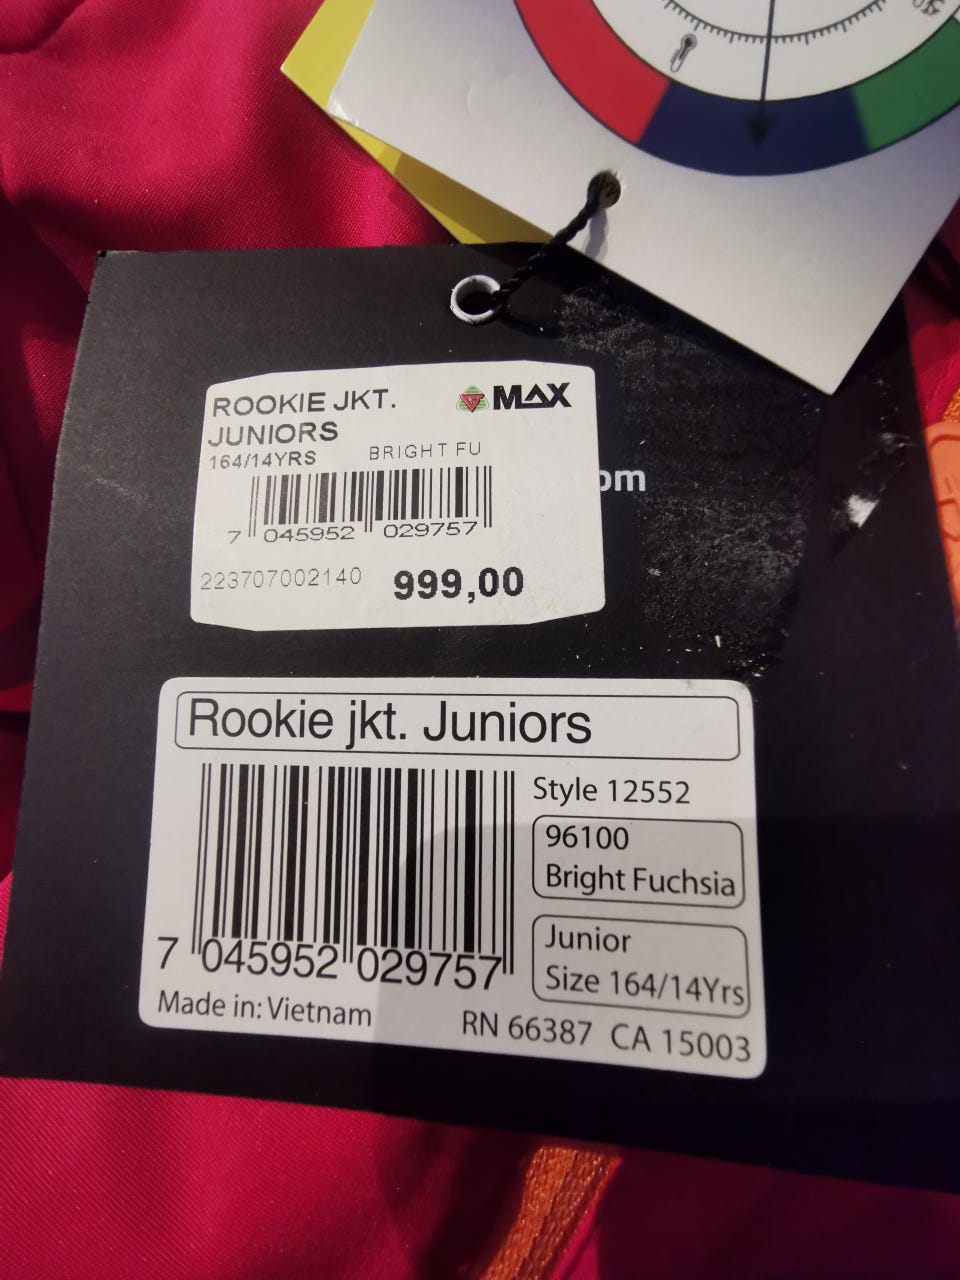 ROOKIE JKT.
MAX
JUNIORS
164/14YRS BRIGHT FU
7 045952 029757
223707002140 999,00
om
Rookie jkt. Juniors
Style 12552
96100
Bright Fuchsia
Junior
Size 164/14Yrs
7 045952 029757
Made in: Vietnam
RN 66387 CA 15003